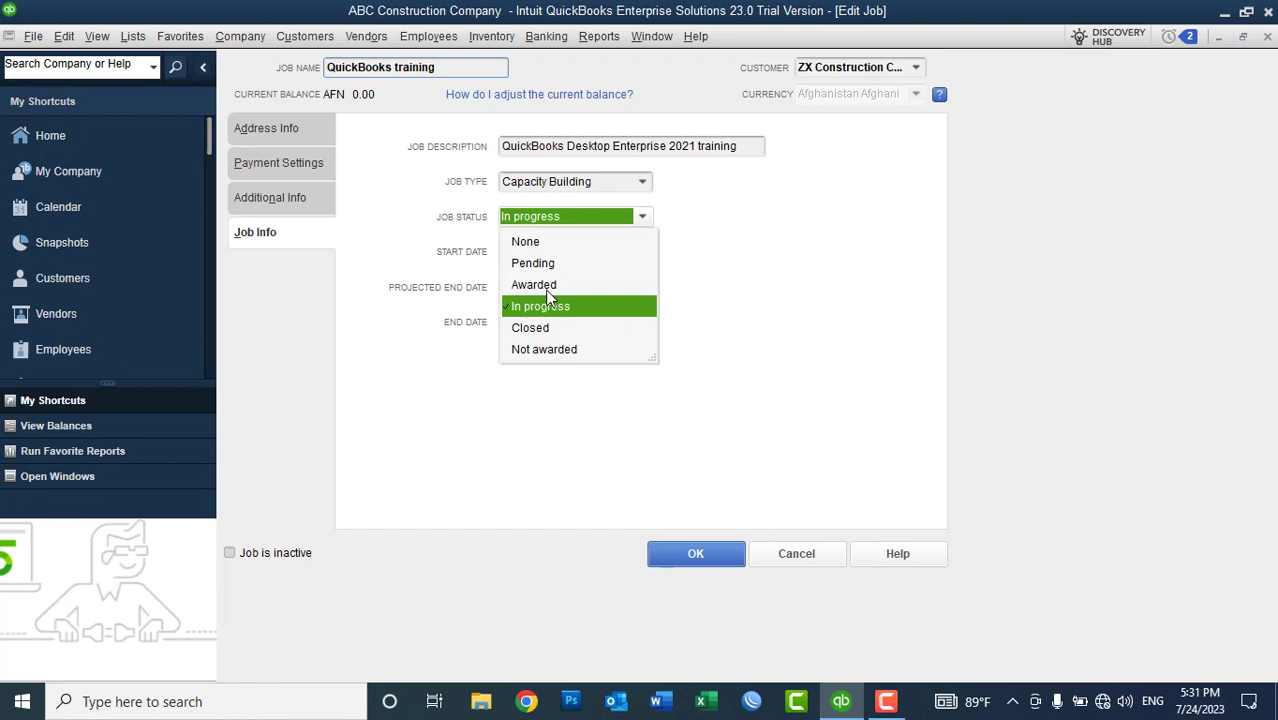 ABC Construction Company - Intuit QuickBooks Enterprise Solutions 23.0 Trial Version - [Edit Job]
File Edit View Lists Favorites Company Customers Vendors Employees Inventory Banking Reports Window Help
DISCOVERY HUB
2
Search Company or Help
My Shortcuts
Home
My Company
Calendar
Snapshots
Customers
Vendors
Employees
My Shortcuts
View Balances
Run Favorite Reports
Open Windows
JOB NAME QuickBooks training
CUSTOMER ZX Construction C...
CURRENT BALANCE AFN 0.00
How do I adjust the current balance?
CURRENCY Afghanistan Afghani
?
Address Info
Payment Settings
Additional Info
Job Info
JOB DESCRIPTION QuickBooks Desktop Enterprise 2021 training
JOB TYPE Capacity Building
JOB STATUS In progress
START DATE
PROJECTED END DATE
END DATE
None
Pending
Awarded
✓ In progress
Closed
Not awarded
Job is inactive
OK
Cancel
Help
Type here to search
Ps
qb
89°F
ENG
5:31 PM
7/24/2023